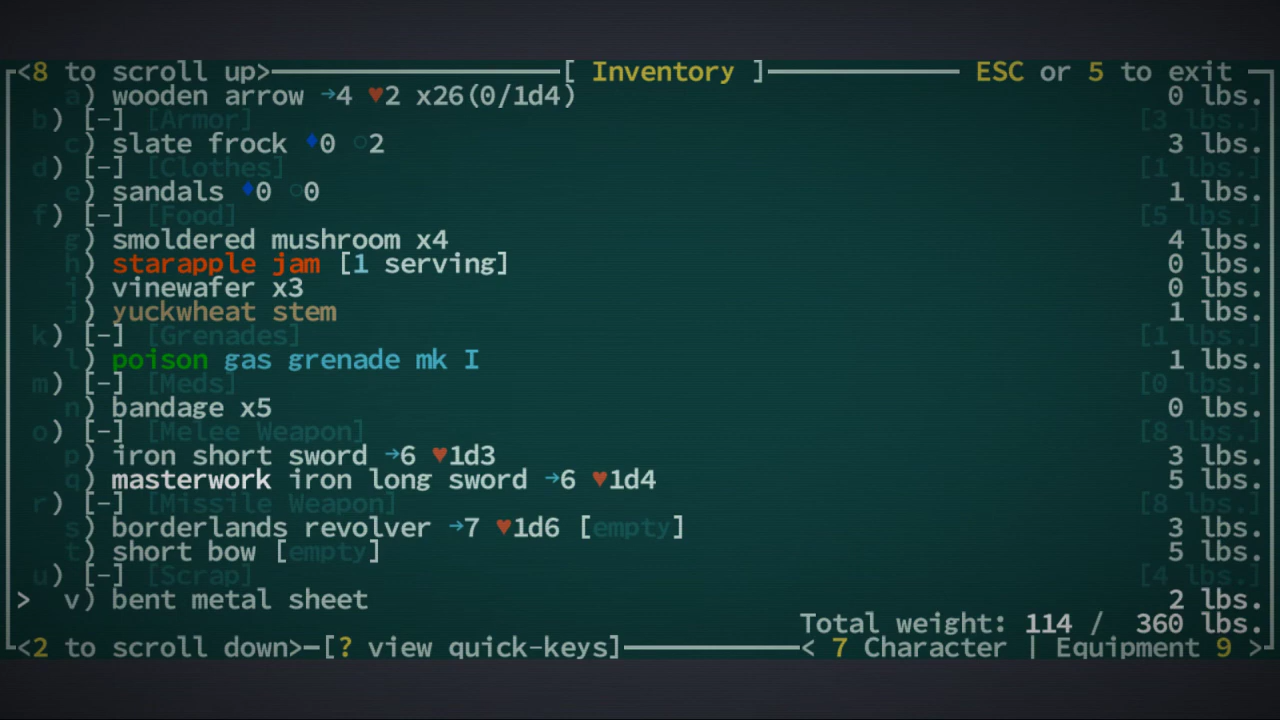 <8 to scroll up> [ Inventory ] ESC or 5 to exit
a) wooden arrow →4 ♥2 x26(0/1d4) 0 lbs.
b) [-] [Armor] [3 lbs.]
c) slate frock ♦0 ○2 3 lbs.
d) [-] [Clothes] [1 lbs.]
e) sandals ♦0 ○0 1 lbs.
f) [-] [Food] [5 lbs.]
g) smoldered mushroom x4 4 lbs.
h) starapple jam [1 serving] 0 lbs.
i) vinewafer x3 0 lbs.
j) yuckwheat stem 1 lbs.
k) [-] [Grenades] [1 lbs.]
l) poison gas grenade mk I 1 lbs.
m) [-] [Meds] [0 lbs.]
n) bandage x5 0 lbs.
o) [-] [Melee Weapon] [8 lbs.]
p) iron short sword →6 ♥1d3 3 lbs.
q) masterwork iron long sword →6 ♥1d4 5 lbs.
r) [-] [Missile Weapon] [8 lbs.]
s) borderlands revolver →7 ♥1d6 [empty] 3 lbs.
t) short bow [empty] 5 lbs.
u) [-] [Scrap] [4 lbs.]
> v) bent metal sheet 2 lbs.
Total weight: 114 / 360 lbs.
<2 to scroll down> [? view quick-keys] < 7 Character | Equipment 9 >